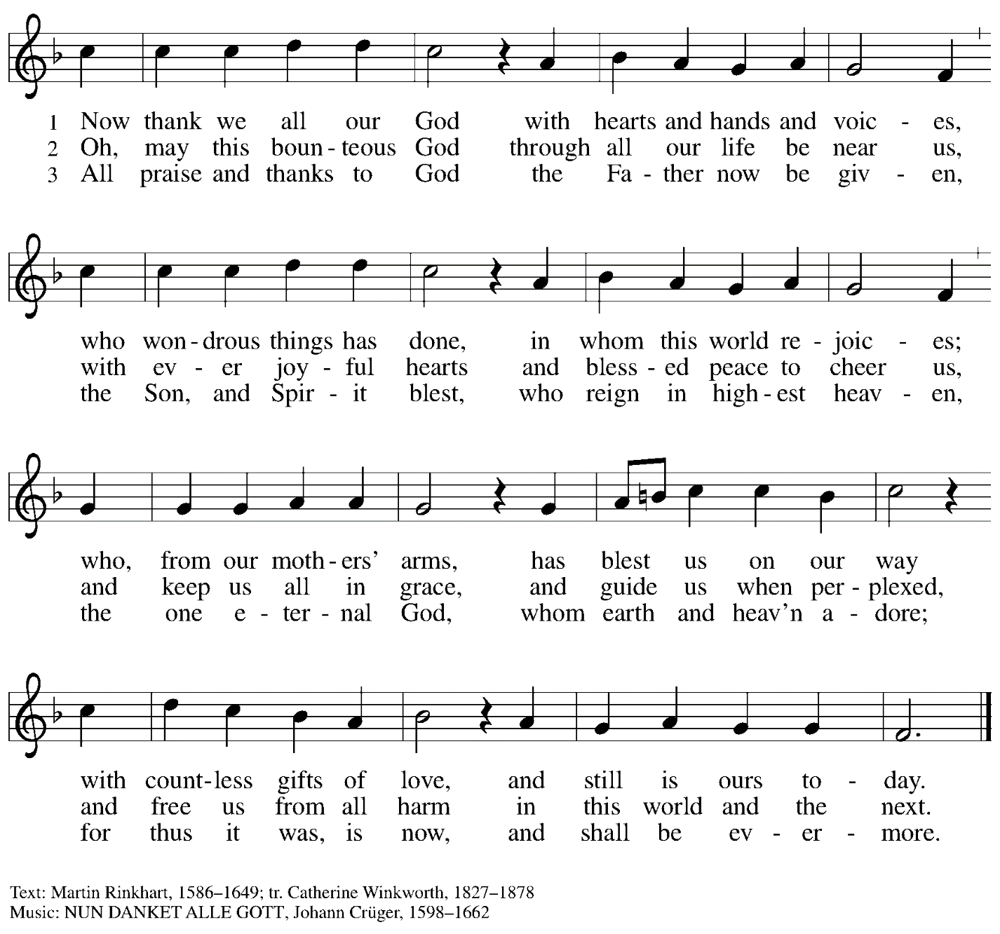 1 Now thank we all our God with hearts and hands and voic - es,
2 Oh, may this boun - teous God through all our life be near us,
3 All praise and thanks to God the Fa - ther now be giv - en,
who won - drous things has done, in whom this world re - joic - es;
with ev - er joy - ful hearts and bless - ed peace to cheer us,
the Son, and Spir - it blest, who reign in high - est heav - en,
who, from our moth - ers' arms, has blest us on our way
and keep us all in grace, and guide us when per - plexed,
the one e - ter - nal God, whom earth and heav'n a - dore;
with count - less gifts of love, and still is ours to - day.
and free us from all harm in this world and the next.
for thus it was, is now, and shall be ev - er - more.
Text: Martin Rinkhart, 1586–1649; tr. Catherine Winkworth, 1827–1878
Music: NUN DANKET ALLE GOTT, Johann Crüger, 1598–1662